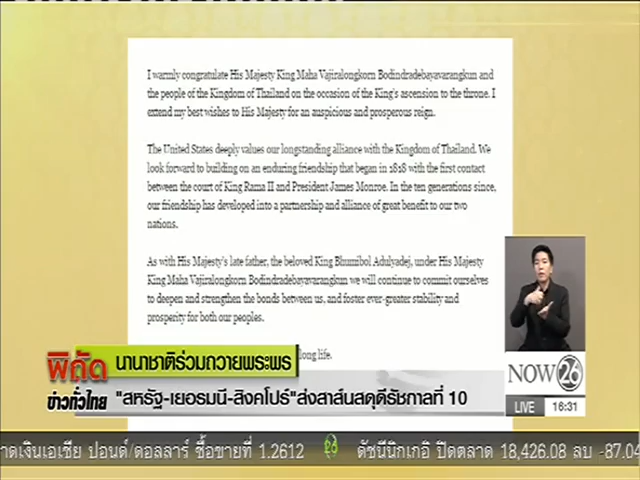 I warmly congratulate His Majesty King Maha Vajiralongkorn Bodindradebayavarangkun and
the people of the Kingdom of Thailand on the occasion of the King's ascension to the throne. I
extend my best wishes to His Majesty for an auspicious and prosperous reign.
The United States deeply values our longstanding alliance with the Kingdom of Thailand. We
look forward to building on an enduring friendship that began in 1818 with the first contact
between the court of King Rama II and President James Monroe. In the ten generations since,
our friendship has developed into a partnership and alliance of great benefit to our two
nations.
As with His Majesty's late father, the beloved King Bhumibol Adulyadej, under His Majesty
King Maha Vajiralongkorn Bodindradebayavarangkun we will continue to commit ourselves
to deepen and strengthen the bonds between us, and foster ever-greater stability and
prosperity for both our peoples.
long life.
พิกัด
ข่าวทั่วไทย
นานาชาติร่วมถวายพระพร
"สหรัฐ-เยอรมนี-สิงคโปร์"ส่งสาส์นสดุดีรัชกาลที่ 10
NOW26
LIVE 16:31
าดเงินเอเชีย ปอนด์/ดอลลาร์ ซื้อขายที่ 1.2612 ดัชนีนิกเกอิ ปิดตลาด 18,426.08 ลบ -87.04